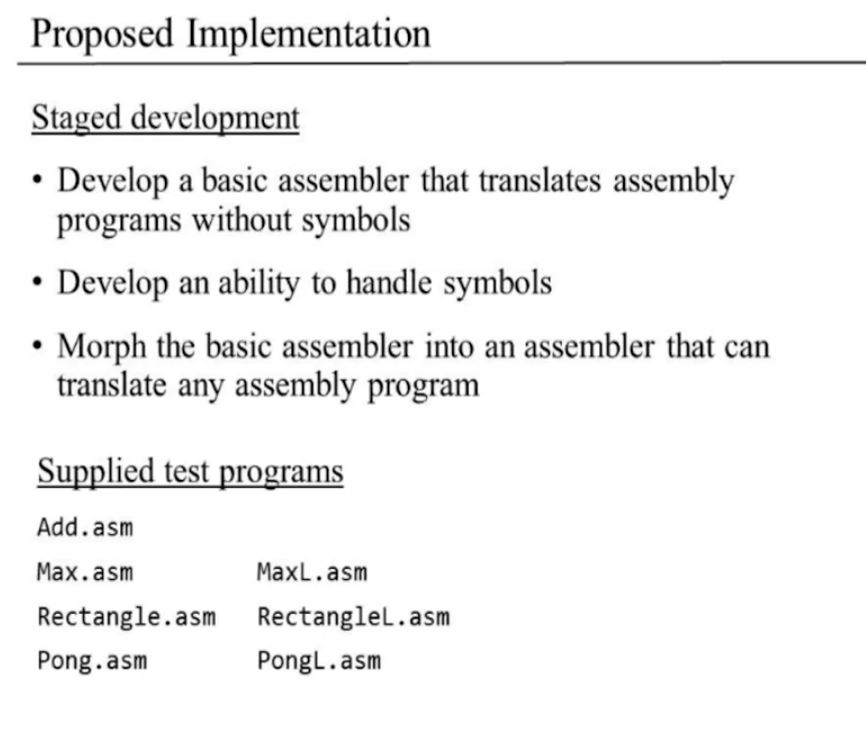 Proposed Implementation
Staged development
• Develop a basic assembler that translates assembly
programs without symbols
• Develop an ability to handle symbols
• Morph the basic assembler into an assembler that can
translate any assembly program
Supplied test programs
Add.asm
Max.asm MaxL.asm
Rectangle.asm RectangleL.asm
Pong.asm PongL.asm